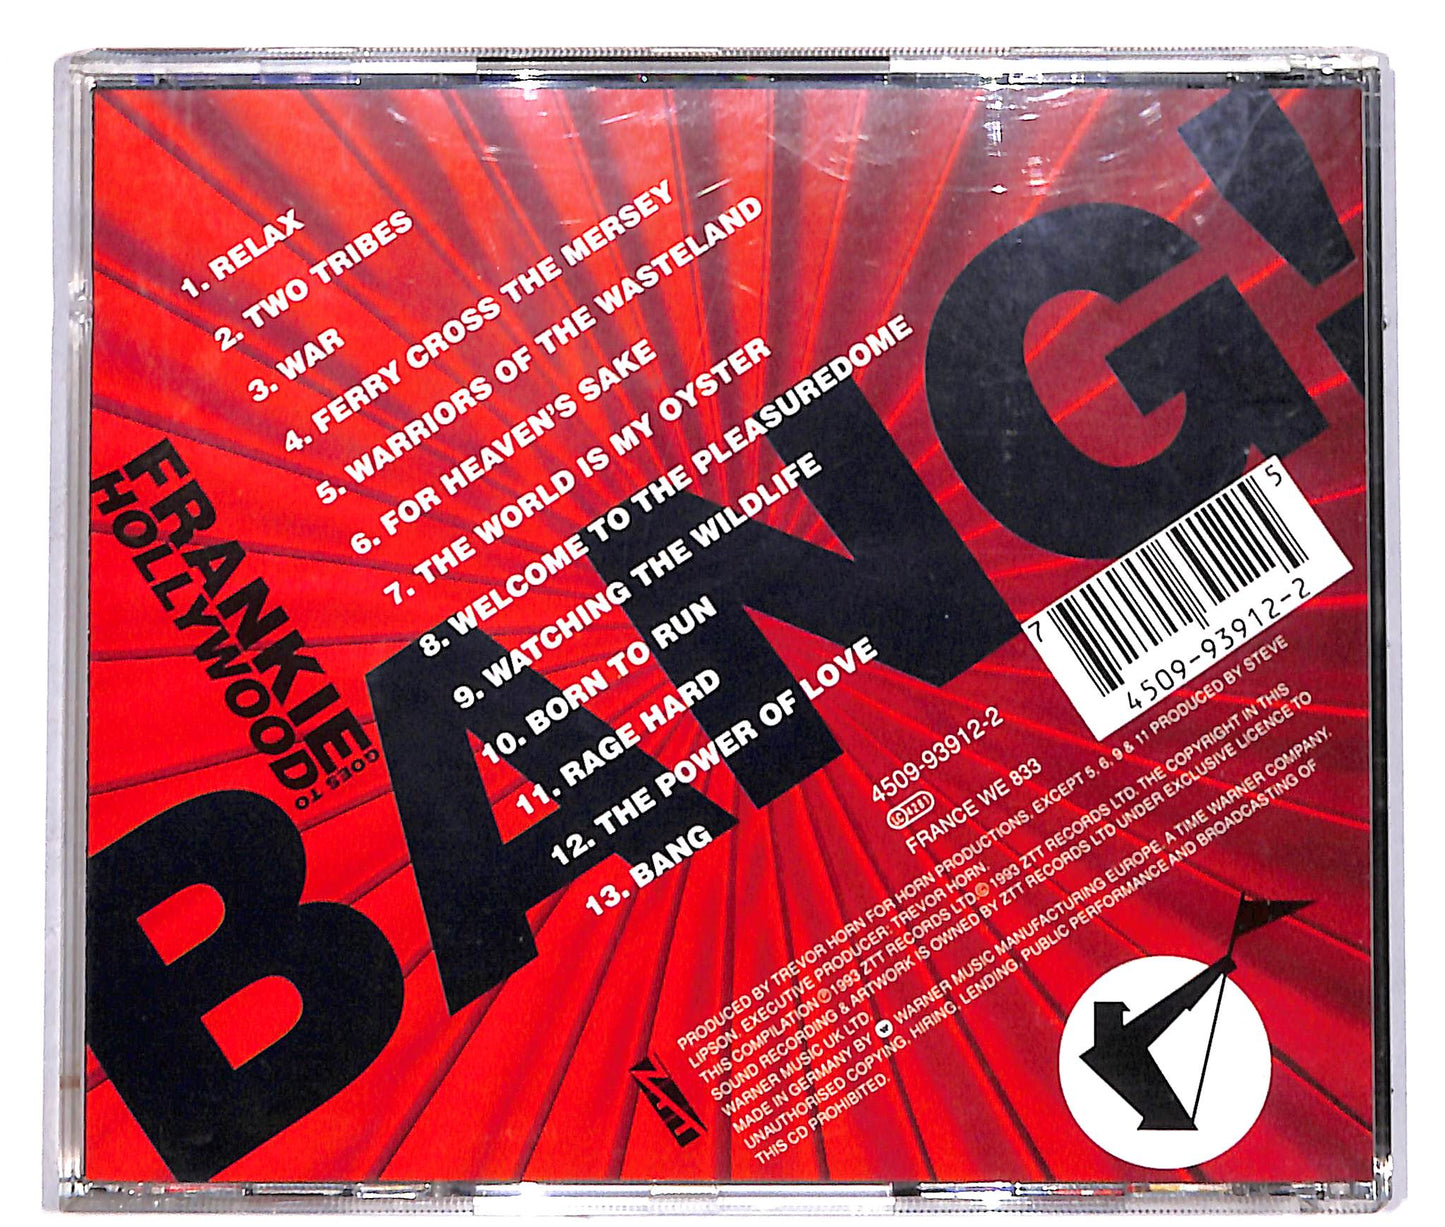 1. RELAX
2. TWO TRIBES
3. WAR
4. FERRY CROSS THE MERSEY
5. WARRIORS OF THE WASTELAND
6. FOR HEAVEN'S SAKE
7. THE WORLD IS MY OYSTER
8. WELCOME TO THE PLEASUREDOME
9. WATCHING THE WILDLIFE
10. BORN TO RUN
11. RAGE HARD
12. THE POWER OF LOVE
13. BANG
FRANKIE
GOES TO
HOLLYWOOD
BANG!
7 4509-93912-2 5
4509-93912-2
LC 3281
FRANCE WE 833
PRODUCED BY TREVOR HORN FOR HORN PRODUCTIONS, EXCEPT 5, 6, 9 & 11 PRODUCED BY STEVE
LIPSON. EXECUTIVE PRODUCER: TREVOR HORN.
THIS COMPILATION ℗1993 ZTT RECORDS LTD.©1993 ZTT RECORDS LTD. THE COPYRIGHT IN THIS
SOUND RECORDING & ARTWORK IS OWNED BY ZTT RECORDS LTD UNDER EXCLUSIVE LICENCE TO
WARNER MUSIC UK LTD.
MADE IN GERMANY BY WARNER MUSIC MANUFACTURING EUROPE. A TIME WARNER COMPANY.
UNAUTHORISED COPYING, HIRING, LENDING, PUBLIC PERFORMANCE AND BROADCASTING OF
THIS CD PROHIBITED.
ZTT